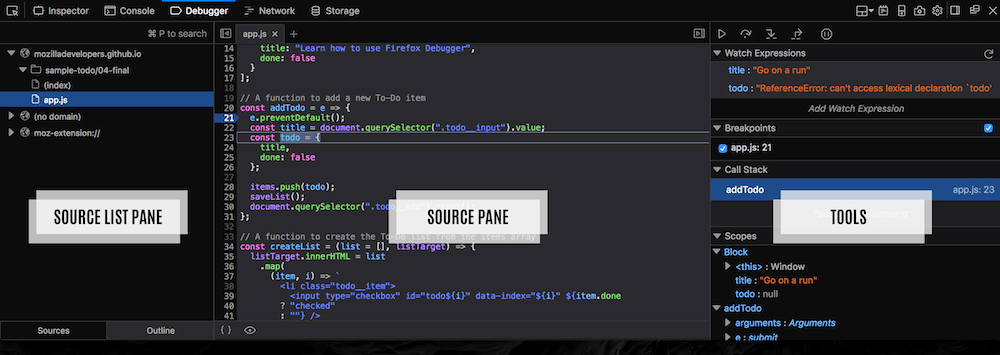 Inspector Console Debugger Network Storage
⌘ P to search
mozilladevelopers.github.io
sample-todo/04-final
(index)
app.js
(no domain)
moz-extension://
SOURCE LIST PANE
Sources Outline
app.js × +
14 title: "Learn how to use Firefox Debugger",
15 done: false
16 }
17 ];
18
19 // A function to add a new To-Do item
20 const addTodo = e => {
21 e.preventDefault();
22 const title = document.querySelector(".todo__input").value;
23 const todo = {
24 title,
25 done: false
26 };
27
28 items.push(todo);
29 saveList();
30 document.querySelector(".todo
31 };
32
33 // A function to create the To-Do list from the items array
34 const createList = (list = [], listTarget) => {
35 listTarget.innerHTML = list
36 .map(
37 (item, i) => `
38 <li class="todo__item">
39 <input type="checkbox" id="todo${i}" data-index="${i}" ${item.done
40 ? "checked"
41 : ""} />
SOURCE PANE
{ }
Watch Expressions
title : "Go on a run"
todo : "ReferenceError: can't access lexical declaration `todo'
Add Watch Expression
Breakpoints
app.js: 21
Call Stack
addTodo app.js: 23
TOOLS
Scopes
Block
<this> : Window
title : "Go on a run"
todo : null
addTodo
arguments : Arguments
e : submit